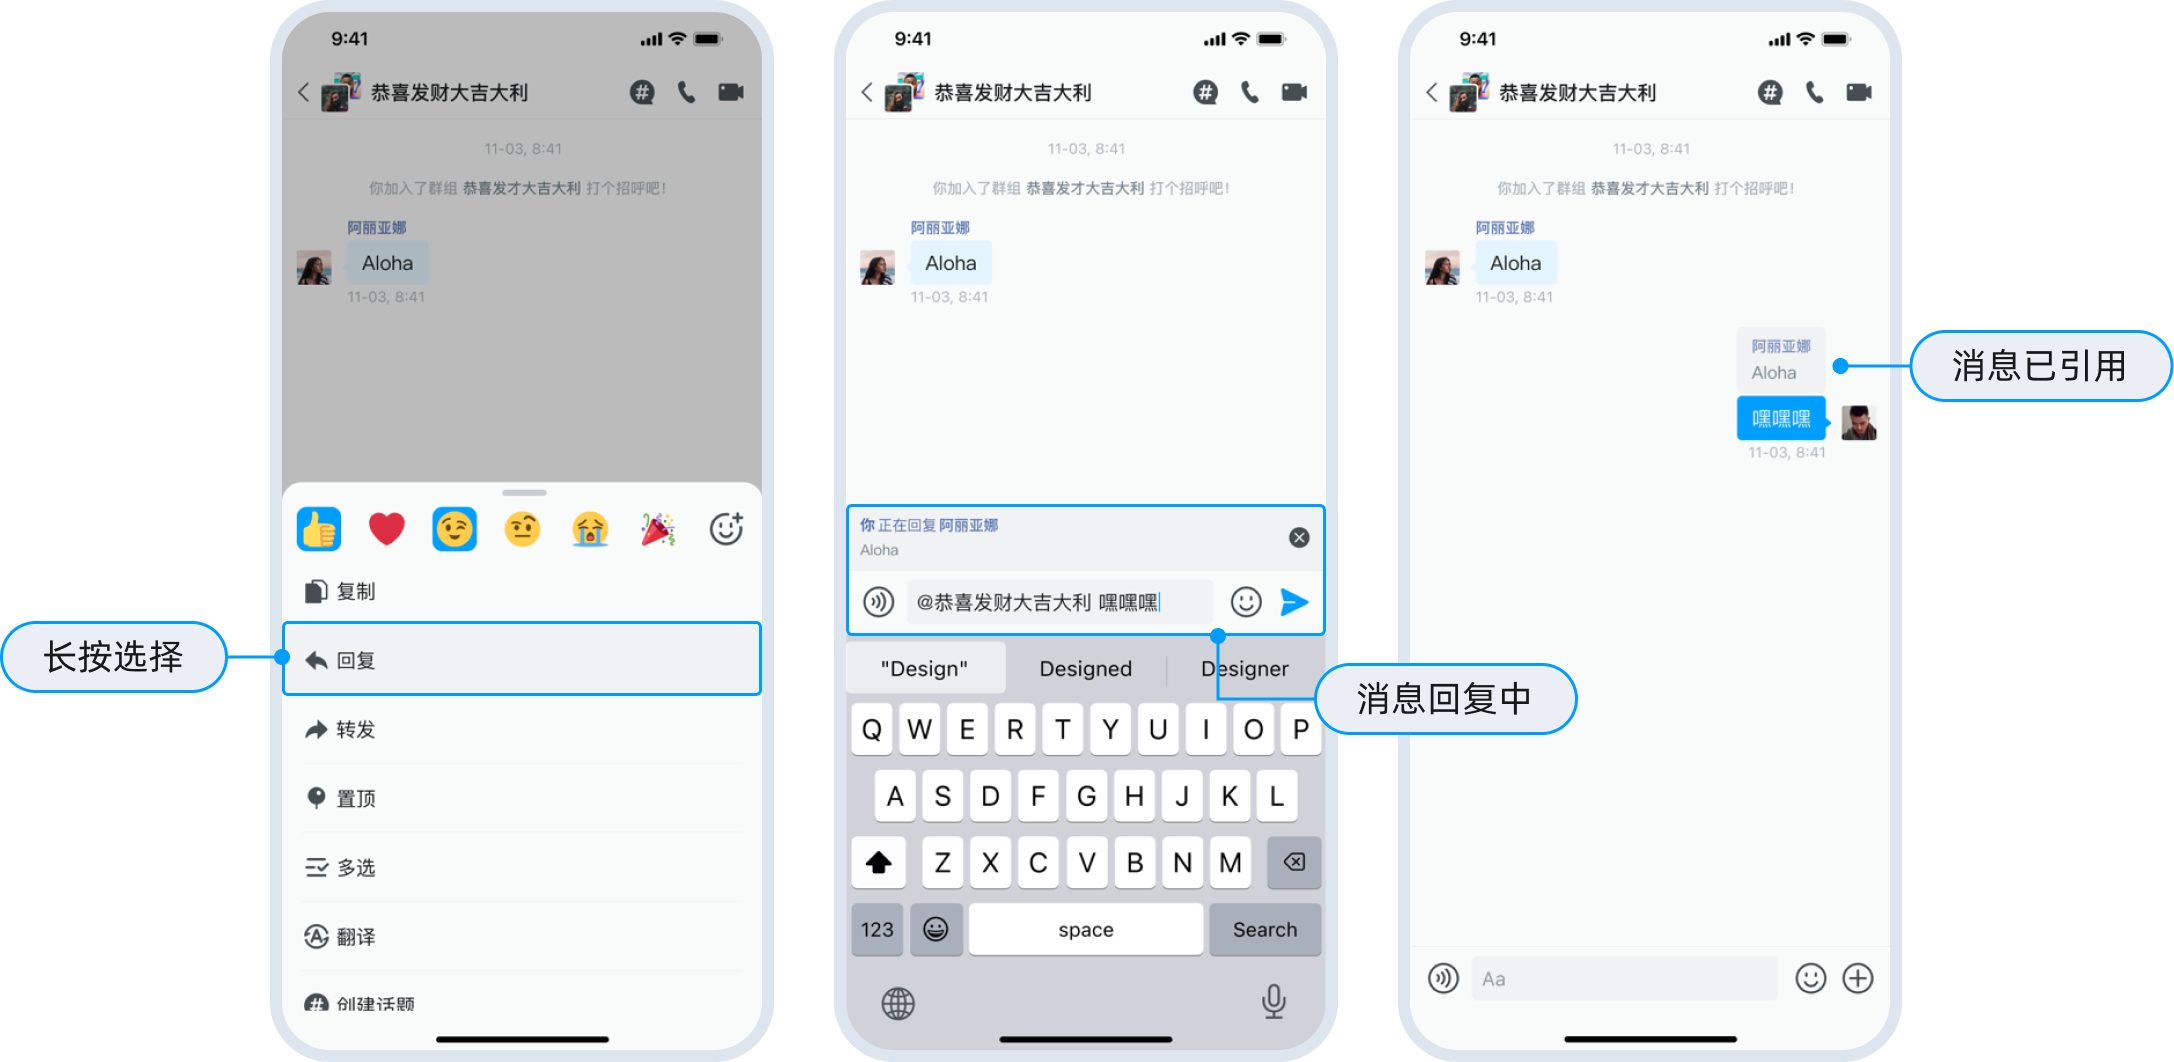 9:41
恭喜发财大吉大利
11-03, 8:41
你加入了群组 恭喜发才大吉大利 打个招呼吧!
阿丽亚娜
Aloha
11-03, 8:41
复制
长按选择
回复
转发
置顶
多选
翻译
创建话题
9:41
恭喜发财大吉大利
11-03, 8:41
你加入了群组 恭喜发才大吉大利 打个招呼吧!
阿丽亚娜
Aloha
11-03, 8:41
你 正在回复 阿丽亚娜
Aloha
@恭喜发财大吉大利 嘿嘿嘿
消息回复中
"Design" Designed Designer
Q W E R T Y U I O P
A S D F G H J K L
Z X C V B N M
123 space Search
9:41
恭喜发财大吉大利
11-03, 8:41
你加入了群组 恭喜发才大吉大利 打个招呼吧!
阿丽亚娜
Aloha
11-03, 8:41
阿丽亚娜
Aloha
消息已引用
嘿嘿嘿
11-03, 8:41
Aa